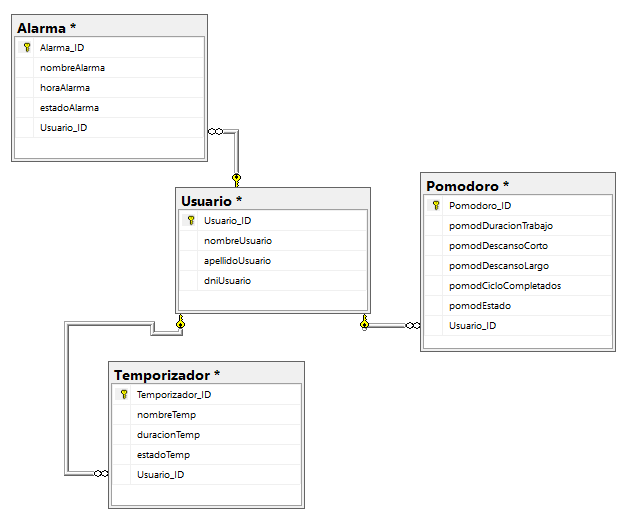 Alarma *
Alarma_ID
nombreAlarma
horaAlarma
estadoAlarma
Usuario_ID
Usuario *
Usuario_ID
nombreUsuario
apellidoUsuario
dniUsuario
Pomodoro *
Pomodoro_ID
pomodDuracionTrabajo
pomodDescansoCorto
pomodDescansoLargo
pomodCicloCompletados
pomodEstado
Usuario_ID
Temporizador *
Temporizador_ID
nombreTemp
duracionTemp
estadoTemp
Usuario_ID